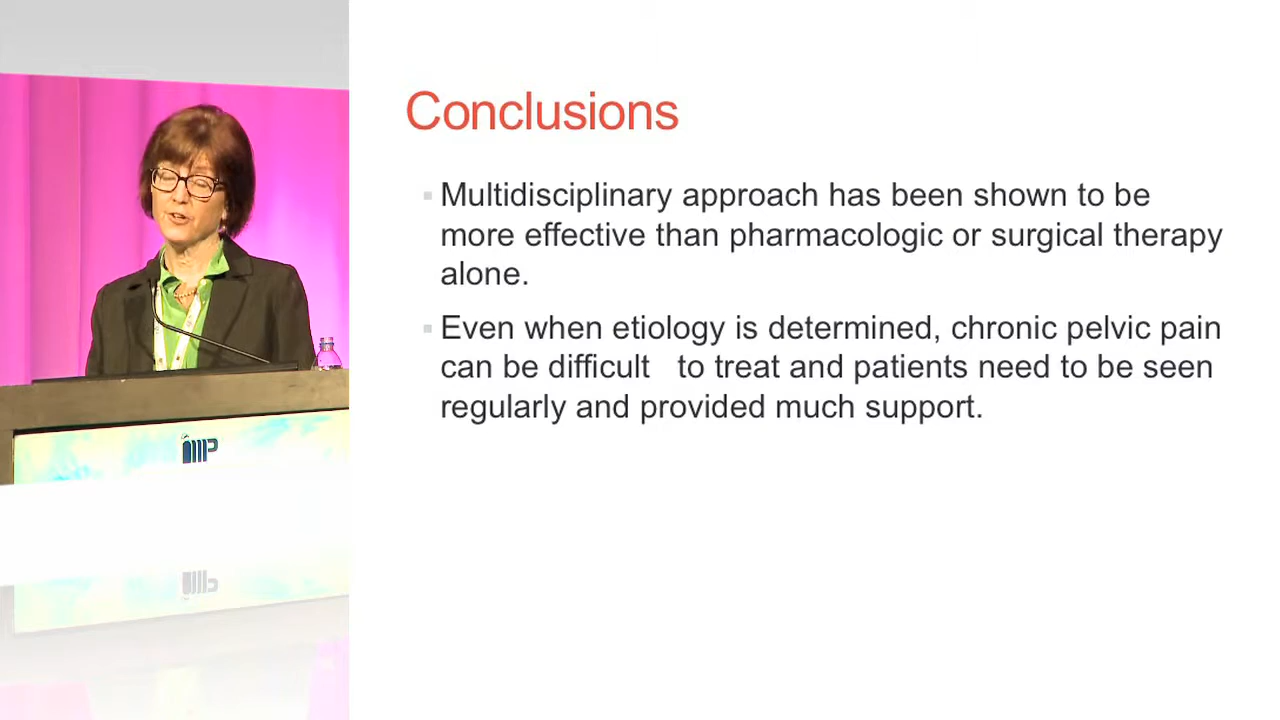 Conclusions
Multidisciplinary approach has been shown to be
more effective than pharmacologic or surgical therapy
alone.
Even when etiology is determined, chronic pelvic pain
can be difficult to treat and patients need to be seen
regularly and provided much support.